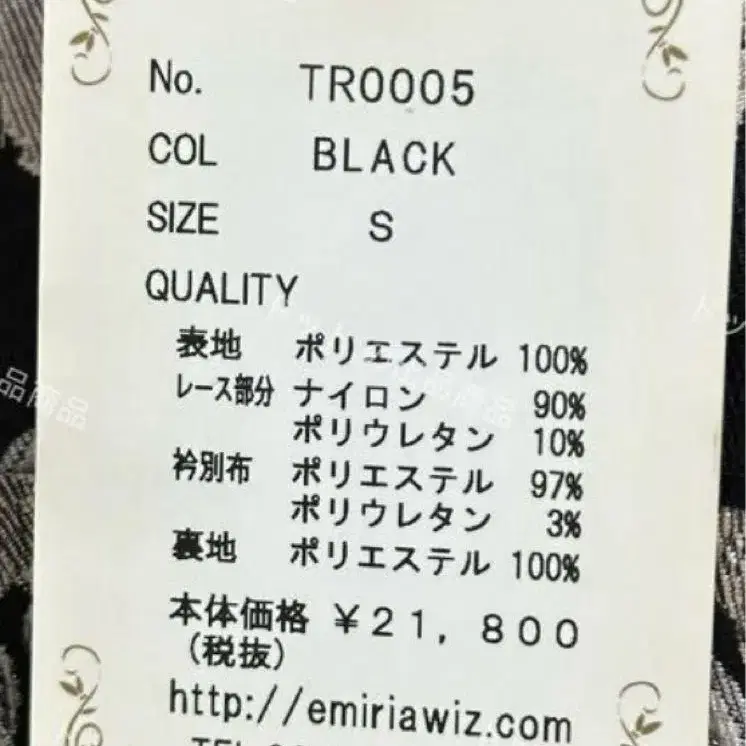 No. TR0005
COL BLACK
SIZE S
QUALITY
表地 ポリエステル 100%
レース部分 ナイロン 90%
ポリウレタン 10%
衿別布 ポリエステル 97%
ポリウレタン 3%
裏地 ポリエステル 100%
本体価格 ¥21,800
(税抜)
http://emiriawiz.com